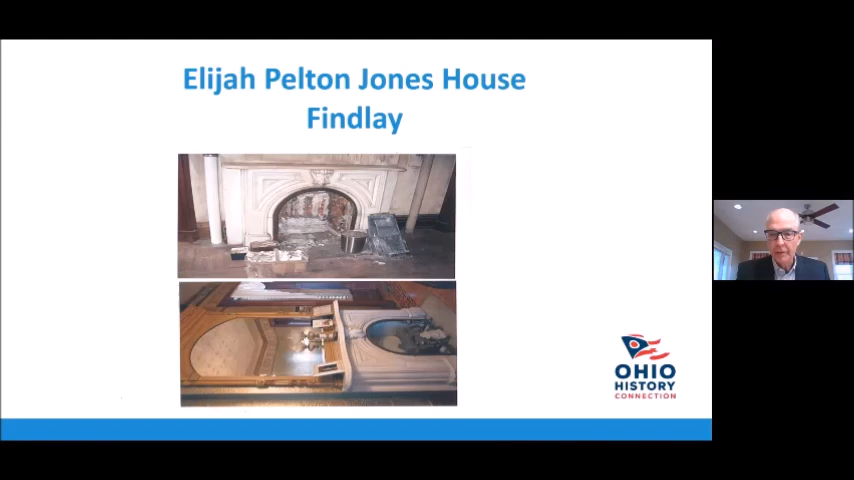 Elijah Pelton Jones House
Findlay
OHIO
HISTORY
CONNECTION